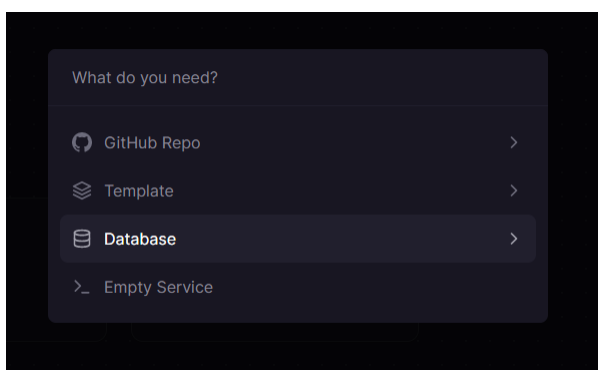 What do you need?
GitHub Repo
Template
Database
Empty Service